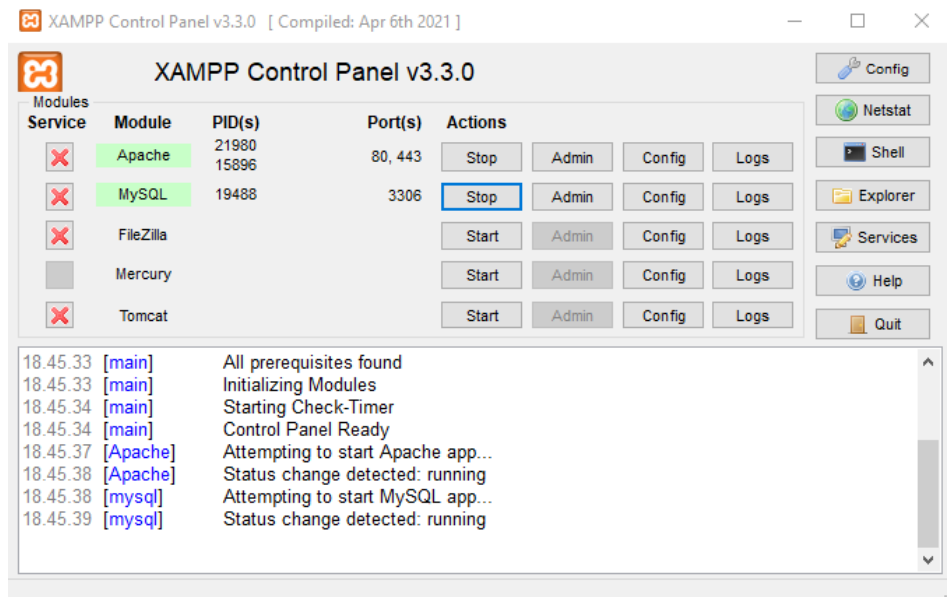 XAMPP Control Panel v3.3.0 [ Compiled: Apr 6th 2021 ]
XAMPP Control Panel v3.3.0
Config
Modules
Netstat
Service Module PID(s) Port(s) Actions
Apache 21980 15896 80, 443 Stop Admin Config Logs
Shell
MySQL 19488 3306 Stop Admin Config Logs
Explorer
FileZilla Start Admin Config Logs
Services
Mercury Start Admin Config Logs
Help
Tomcat Start Admin Config Logs
Quit
18.45.33 [main] All prerequisites found
18.45.33 [main] Initializing Modules
18.45.34 [main] Starting Check-Timer
18.45.34 [main] Control Panel Ready
18.45.37 [Apache] Attempting to start Apache app...
18.45.38 [Apache] Status change detected: running
18.45.38 [mysql] Attempting to start MySQL app...
18.45.39 [mysql] Status change detected: running